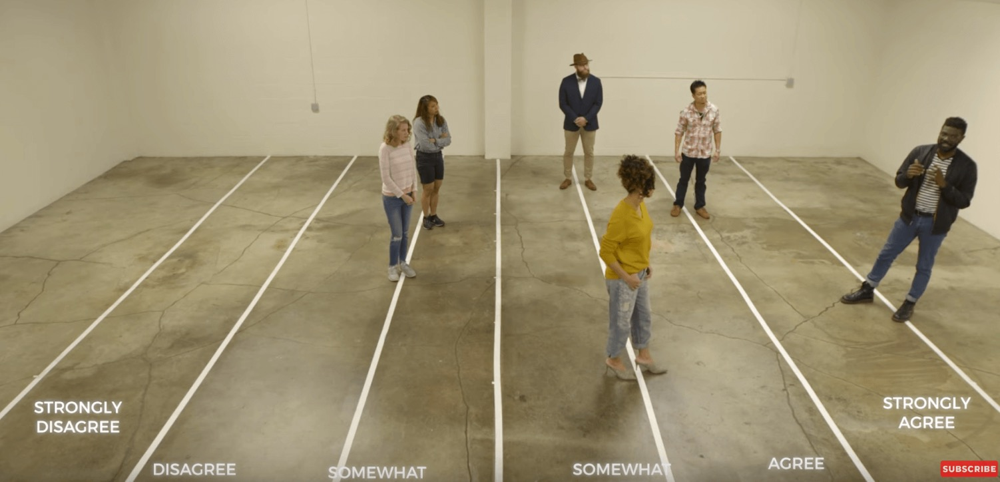 STRONGLY
DISAGREE
DISAGREE
SOMEWHAT
SOMEWHAT
AGREE
STRONGLY
AGREE
SUBSCRIBE